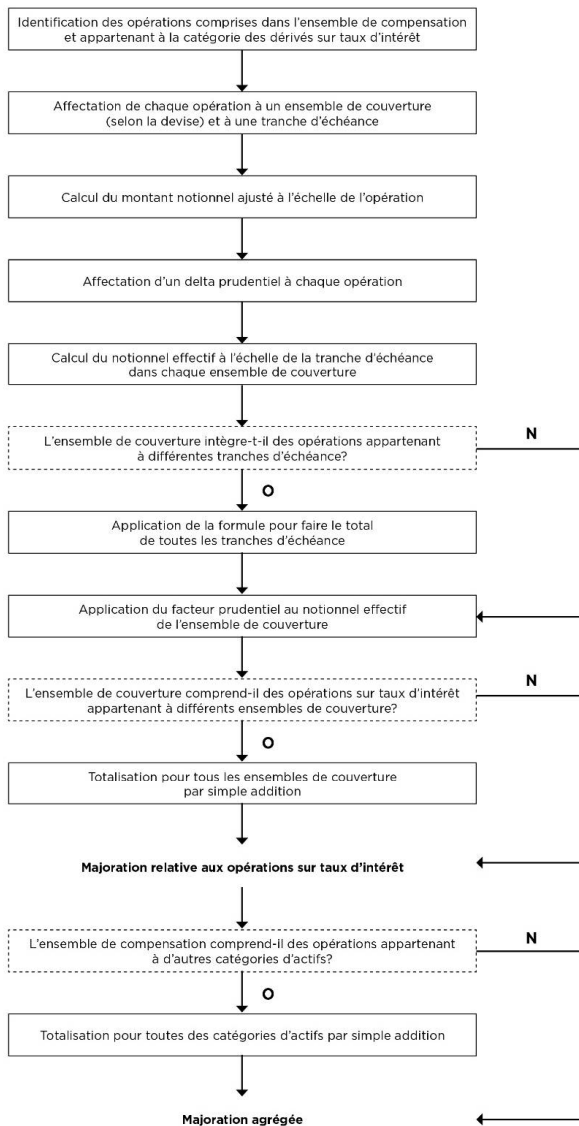 Identification des opérations comprises dans l'ensemble de compensation
et appartenant à la catégorie des dérivés sur taux d'intérêt
Affectation de chaque opération à un ensemble de couverture
(selon la devise) et à une tranche d'échéance
Calcul du montant notionnel ajusté à l'échelle de l'opération
Affectation d'un delta prudentiel à chaque opération
Calcul du notionnel effectif à l'échelle de la tranche d'échéance
dans chaque ensemble de couverture
L'ensemble de couverture intègre-t-il des opérations appartenant
à différentes tranches d'échéance?
N
O
Application de la formule pour faire le total
de toutes les tranches d'échéance
Application du facteur prudentiel au notionnel effectif
de l'ensemble de couverture
L'ensemble de couverture comprend-il des opérations sur taux d'intérêt
appartenant à différents ensembles de couverture?
N
O
Totalisation pour tous les ensembles de couverture
par simple addition
Majoration relative aux opérations sur taux d'intérêt
L'ensemble de compensation comprend-il des opérations appartenant
à d'autres catégories d'actifs?
N
O
Totalisation pour toutes des catégories d'actifs par simple addition
Majoration agrégée